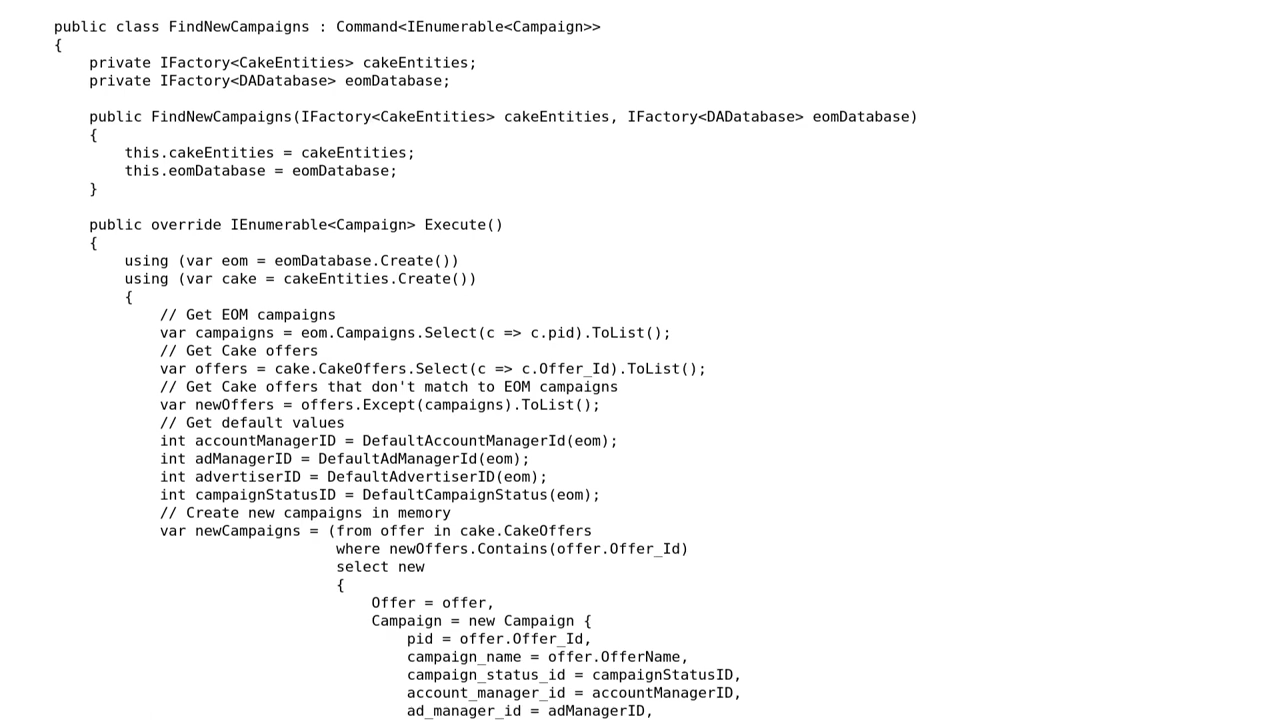 public class FindNewCampaigns : Command<IEnumerable<Campaign>>
{
    private IFactory<CakeEntities> cakeEntities;
    private IFactory<DADatabase> eomDatabase;

    public FindNewCampaigns(IFactory<CakeEntities> cakeEntities, IFactory<DADatabase> eomDatabase)
    {
        this.cakeEntities = cakeEntities;
        this.eomDatabase = eomDatabase;
    }

    public override IEnumerable<Campaign> Execute()
    {
        using (var eom = eomDatabase.Create())
        using (var cake = cakeEntities.Create())
        {
            // Get EOM campaigns
            var campaigns = eom.Campaigns.Select(c => c.pid).ToList();
            // Get Cake offers
            var offers = cake.CakeOffers.Select(c => c.Offer_Id).ToList();
            // Get Cake offers that don't match to EOM campaigns
            var newOffers = offers.Except(campaigns).ToList();
            // Get default values
            int accountManagerID = DefaultAccountManagerId(eom);
            int adManagerID = DefaultAdManagerId(eom);
            int advertiserID = DefaultAdvertiserID(eom);
            int campaignStatusID = DefaultCampaignStatus(eom);
            // Create new campaigns in memory
            var newCampaigns = (from offer in cake.CakeOffers
                                where newOffers.Contains(offer.Offer_Id)
                                select new
                                {
                                    Offer = offer,
                                    Campaign = new Campaign {
                                        pid = offer.Offer_Id,
                                        campaign_name = offer.OfferName,
                                        campaign_status_id = campaignStatusID,
                                        account_manager_id = accountManagerID,
                                        ad_manager_id = adManagerID,